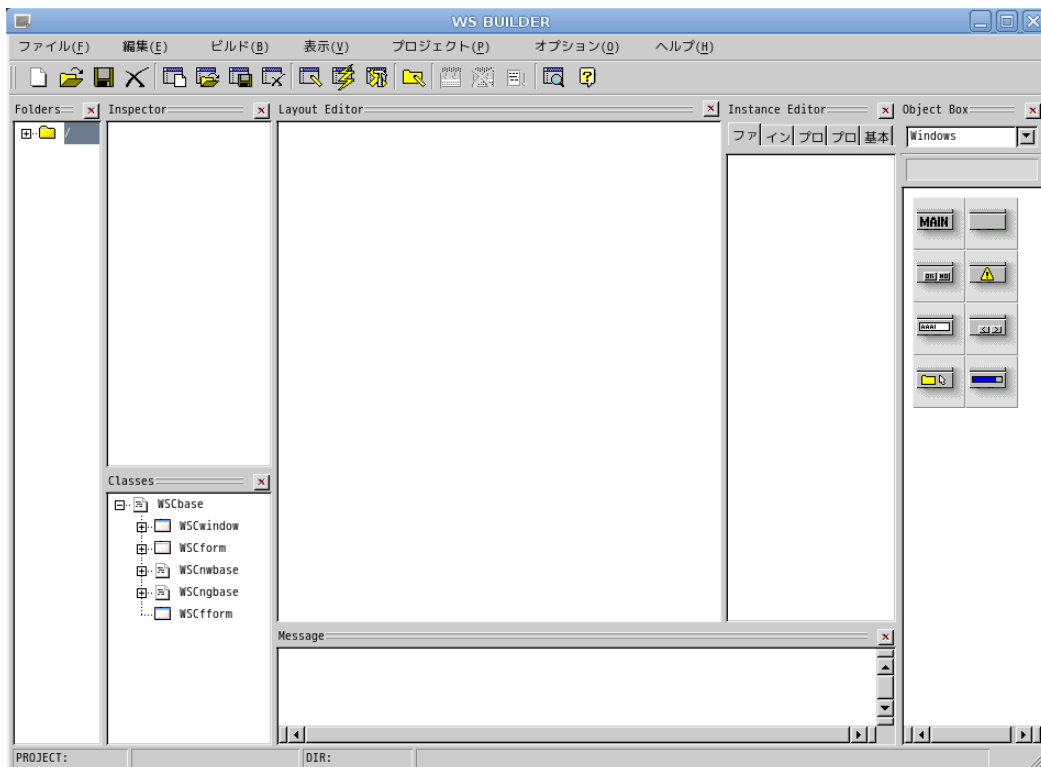 WS BUILDER
ファイル(F) 編集(E) ビルド(B) 表示(V) プロジェクト(P) オプション(O) ヘルプ(H)
Folders Inspector Layout Editor Instance Editor Object Box
/
ファ イン プロ プロ 基本
Windows
MAIN
OK NO
Classes
WSCbase
WSCwindow
WSCform
WSCnwbase
WSCngbase
WSCfform
Message
PROJECT: DIR: